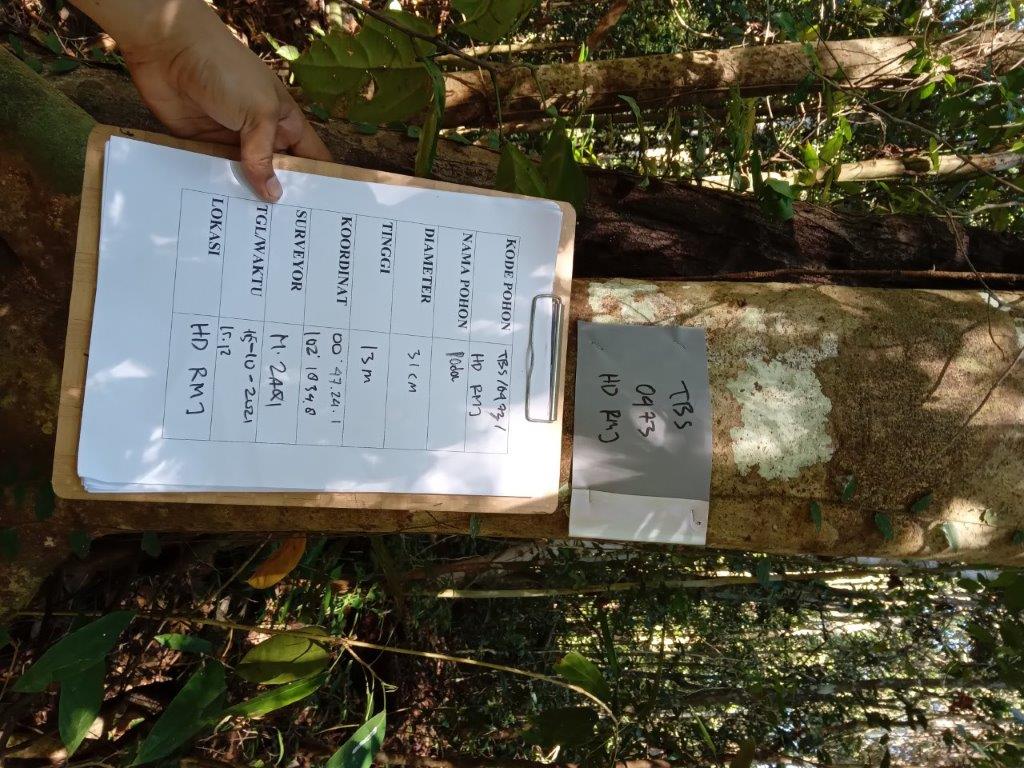 TBS
0973
HD RMJ
KODE POHON
TBS/0973/
HD RMJ
NAMA POHON
DIAMETER
31 CM
TINGGI
13 m
KOORDINAT
00° 47.24.1
102° 1034.8
SURVEYOR
M. ZAQI
TGL/WAKTU
15-10-2021
15.12
LOKASI
HD RMJ